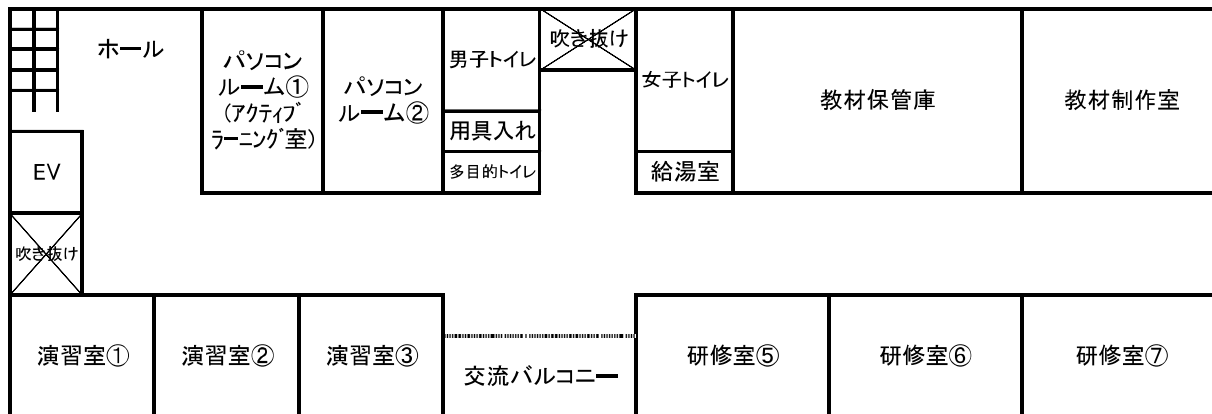 ホール
パソコン
ルーム①
(アクティブ
ラーニング室)
パソコン
ルーム②
男子トイレ
用具入れ
多目的トイレ
吹き抜け
女子トイレ
給湯室
教材保管庫
教材制作室
EV
吹き抜け
演習室①
演習室②
演習室③
交流バルコニー
研修室⑤
研修室⑥
研修室⑦